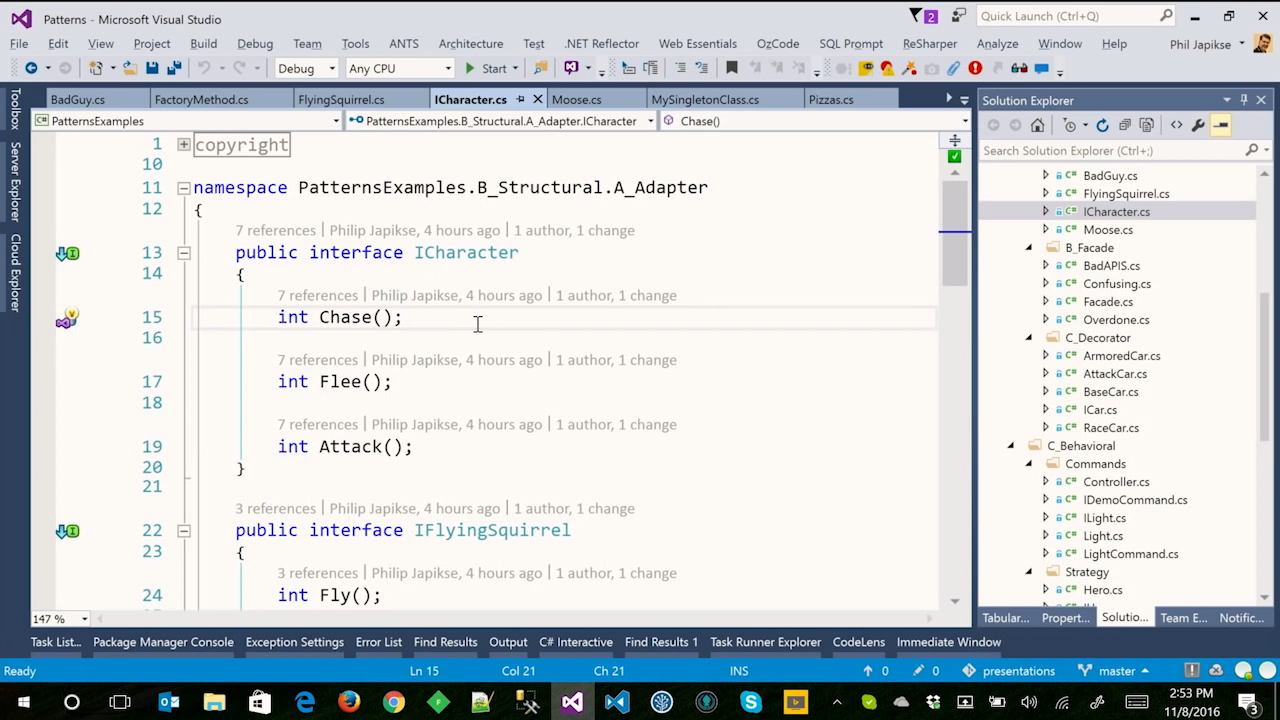 Patterns - Microsoft Visual Studio
2
Quick Launch (Ctrl+Q)
File Edit View Project Build Debug Team Tools ANTS Architecture Test .NET Reflector Web Essentials OzCode SQL Prompt ReSharper Analyze Window Help Phil Japikse
Debug Any CPU Start
BadGuy.cs FactoryMethod.cs FlyingSquirrel.cs ICharacter.cs Moose.cs MySingletonClass.cs Pizzas.cs
PatternsExamples PatternsExamples.B_Structural.A_Adapter.ICharacter Chase()
Toolbox
Server Explorer
Cloud Explorer
1 copyright
10
11 namespace PatternsExamples.B_Structural.A_Adapter
12 {
7 references | Philip Japikse, 4 hours ago | 1 author, 1 change
13 public interface ICharacter
14 {
7 references | Philip Japikse, 4 hours ago | 1 author, 1 change
15 int Chase();
16
7 references | Philip Japikse, 4 hours ago | 1 author, 1 change
17 int Flee();
18
7 references | Philip Japikse, 4 hours ago | 1 author, 1 change
19 int Attack();
20 }
21
3 references | Philip Japikse, 4 hours ago | 1 author, 1 change
22 public interface IFlyingSquirrel
23 {
3 references | Philip Japikse, 4 hours ago | 1 author, 1 change
24 int Fly();
147 %
Solution Explorer
Search Solution Explorer (Ctrl+;)
C# BadGuy.cs
C# FlyingSquirrel.cs
C# ICharacter.cs
C# Moose.cs
B_Facade
C# BadAPIS.cs
C# Confusing.cs
C# Facade.cs
C# Overdone.cs
C_Decorator
C# ArmoredCar.cs
C# AttackCar.cs
C# BaseCar.cs
C# ICar.cs
C# RaceCar.cs
C_Behavioral
Commands
C# Controller.cs
C# IDemoCommand.cs
C# ILight.cs
C# Light.cs
C# LightCommand.cs
Strategy
C# Hero.cs
Tabular... Propert... Solutio... Team E... Notific...
Task List... Package Manager Console Exception Settings Error List Find Results Output C# Interactive Find Results 1 Task Runner Explorer CodeLens Immediate Window
Ready Ln 15 Col 21 Ch 21 INS 0 0 presentations master
2:53 PM
11/8/2016
3